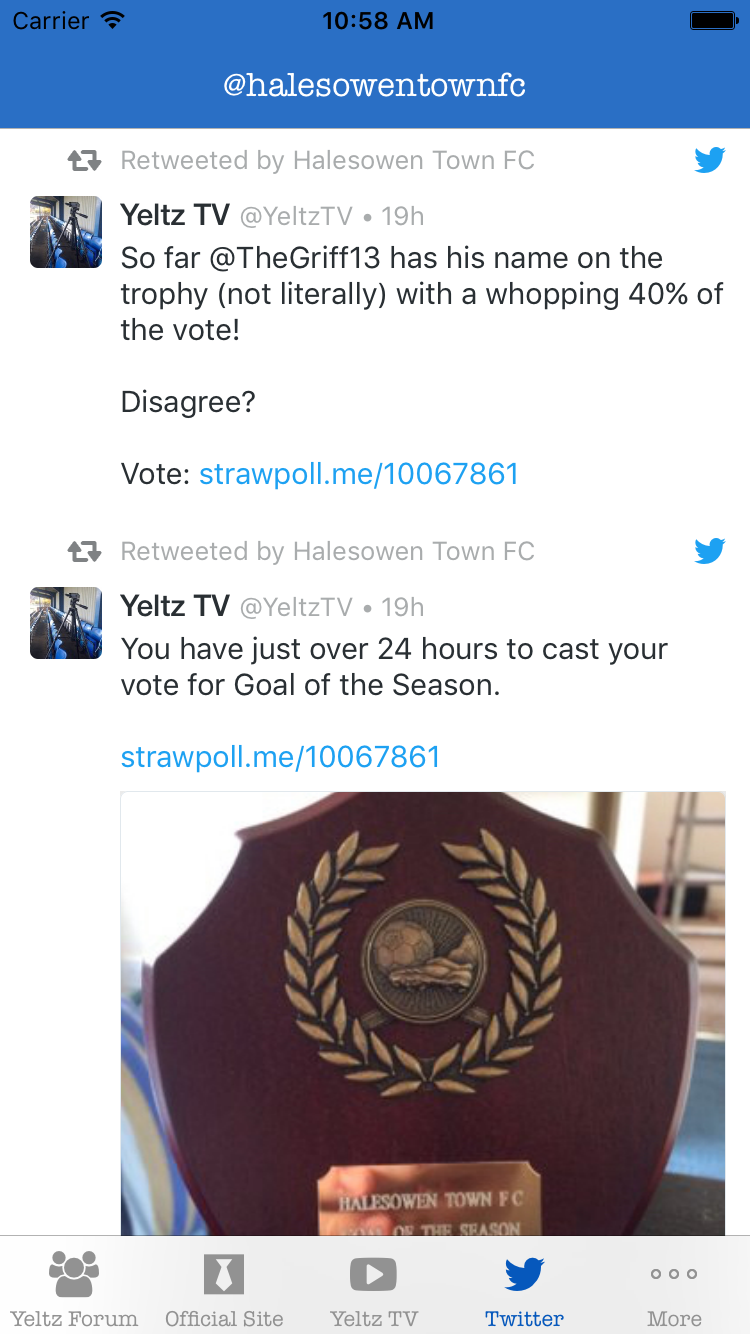 Carrier 10:58 AM
@halesowentownfc
Retweeted by Halesowen Town FC
Yeltz TV @YeltzTV • 19h
So far @TheGriff13 has his name on the
trophy (not literally) with a whopping 40% of
the vote!
Disagree?
Vote: strawpoll.me/10067861
Retweeted by Halesowen Town FC
Yeltz TV @YeltzTV • 19h
You have just over 24 hours to cast your
vote for Goal of the Season.
strawpoll.me/10067861
HALESOWEN TOWN F C
GOAL OF THE SEASON
Yeltz Forum Official Site Yeltz TV Twitter More